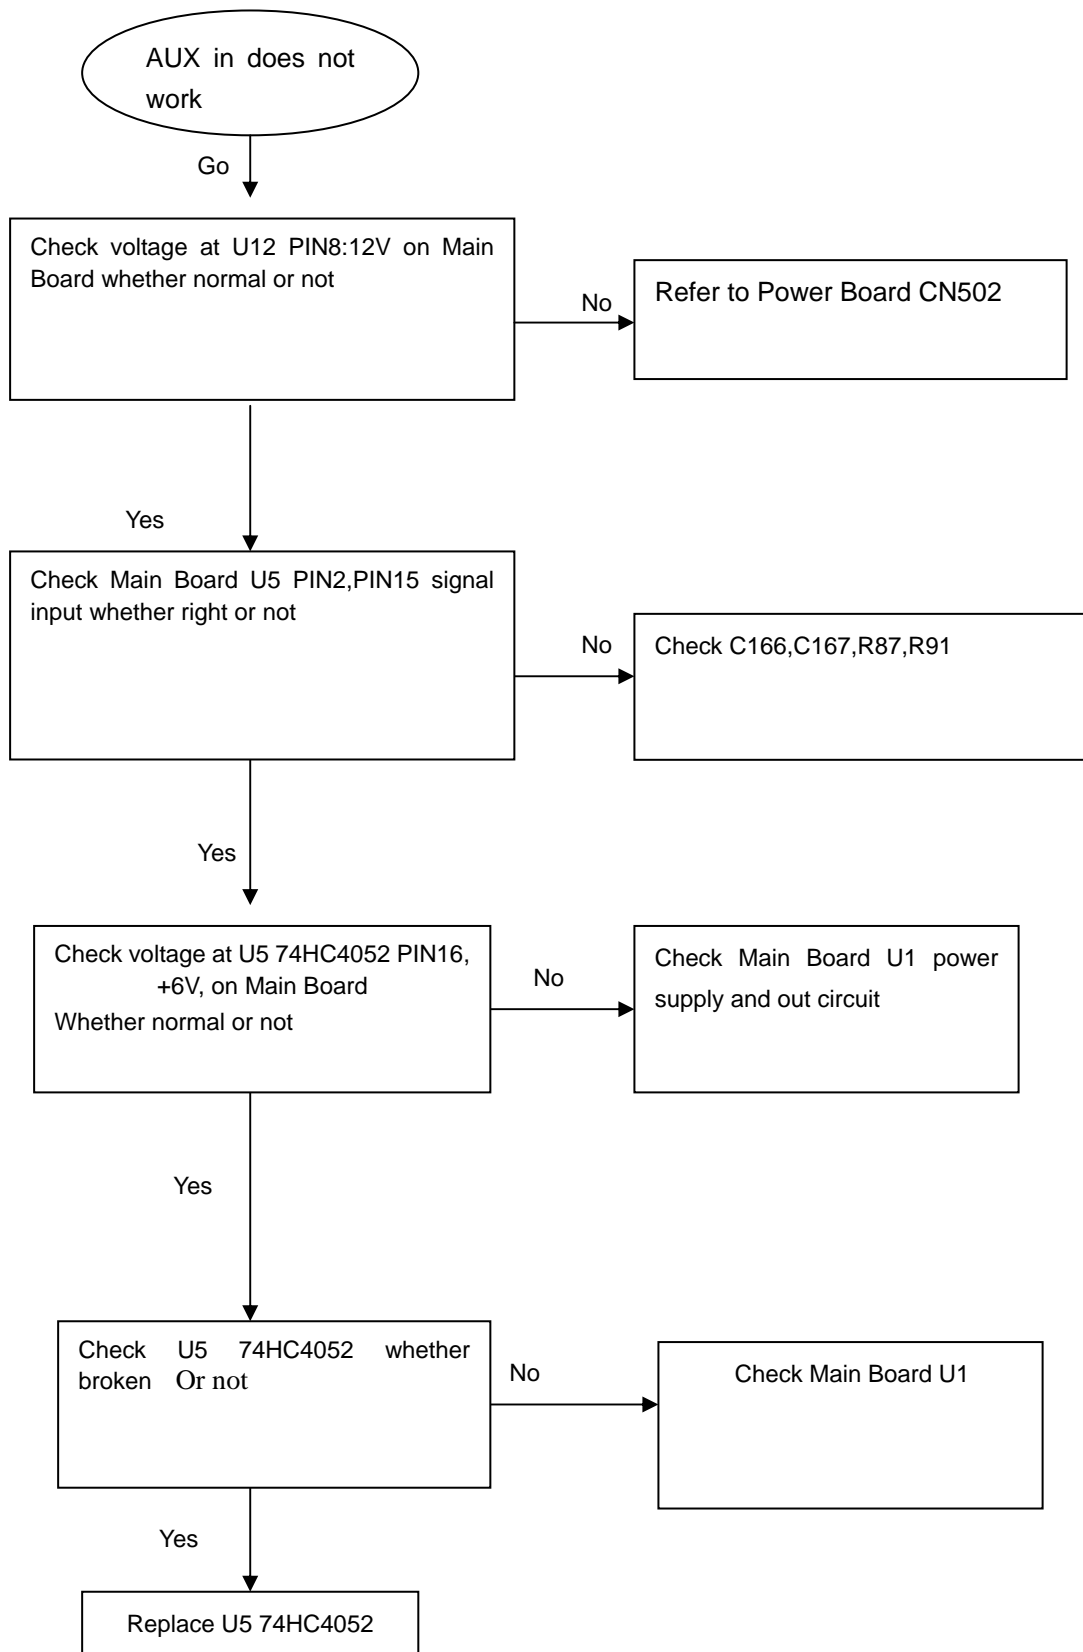 AUX in does not
work
Go
Check voltage at U12 PIN8:12V on Main
Board whether normal or not
No
Refer to Power Board CN502
Yes
Check Main Board U5 PIN2,PIN15 signal
input whether right or not
No
Check C166,C167,R87,R91
Yes
Check voltage at U5 74HC4052 PIN16,
+6V, on Main Board
Whether normal or not
No
Check Main Board U1 power
supply and out circuit
Yes
Check U5 74HC4052 whether
broken Or not
No
Check Main Board U1
Yes
Replace U5 74HC4052